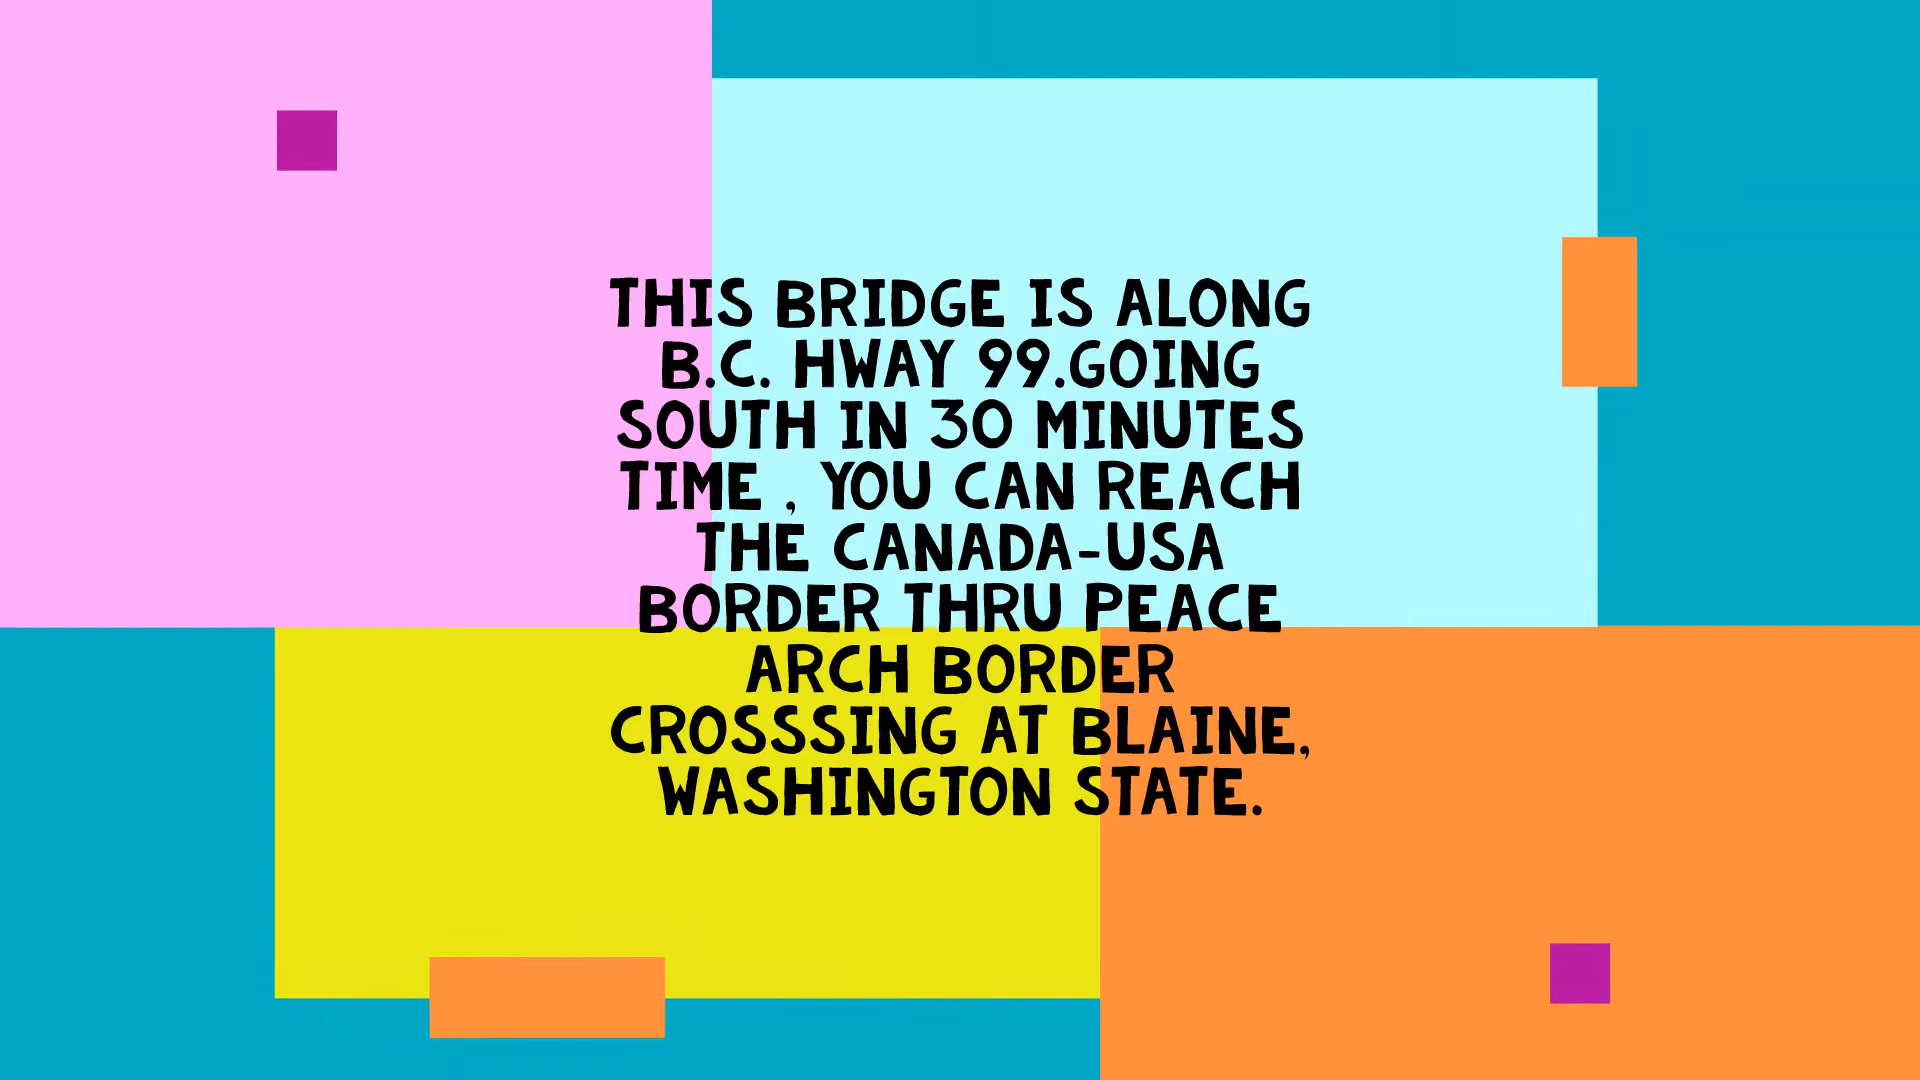 THIS BRIDGE IS ALONG
B.C. HWAY 99.GOING
SOUTH IN 30 MINUTES
TIME , YOU CAN REACH
THE CANADA-USA
BORDER THRU PEACE
ARCH BORDER
CROSSSING AT BLAINE,
WASHINGTON STATE.